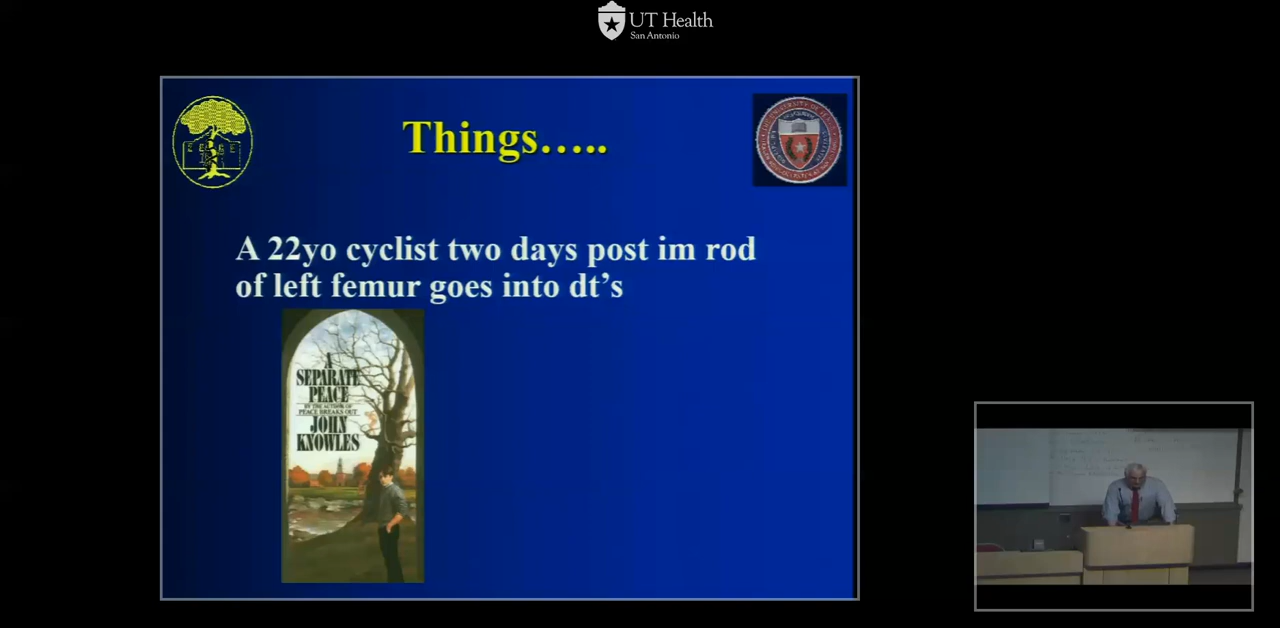 UT Health
San Antonio
Things…..
A 22yo cyclist two days post im rod
of left femur goes into dt’s
A
SEPARATE
PEACE
BY THE AUTHOR OF
PEACE BREAKS OUT
JOHN
KNOWLES